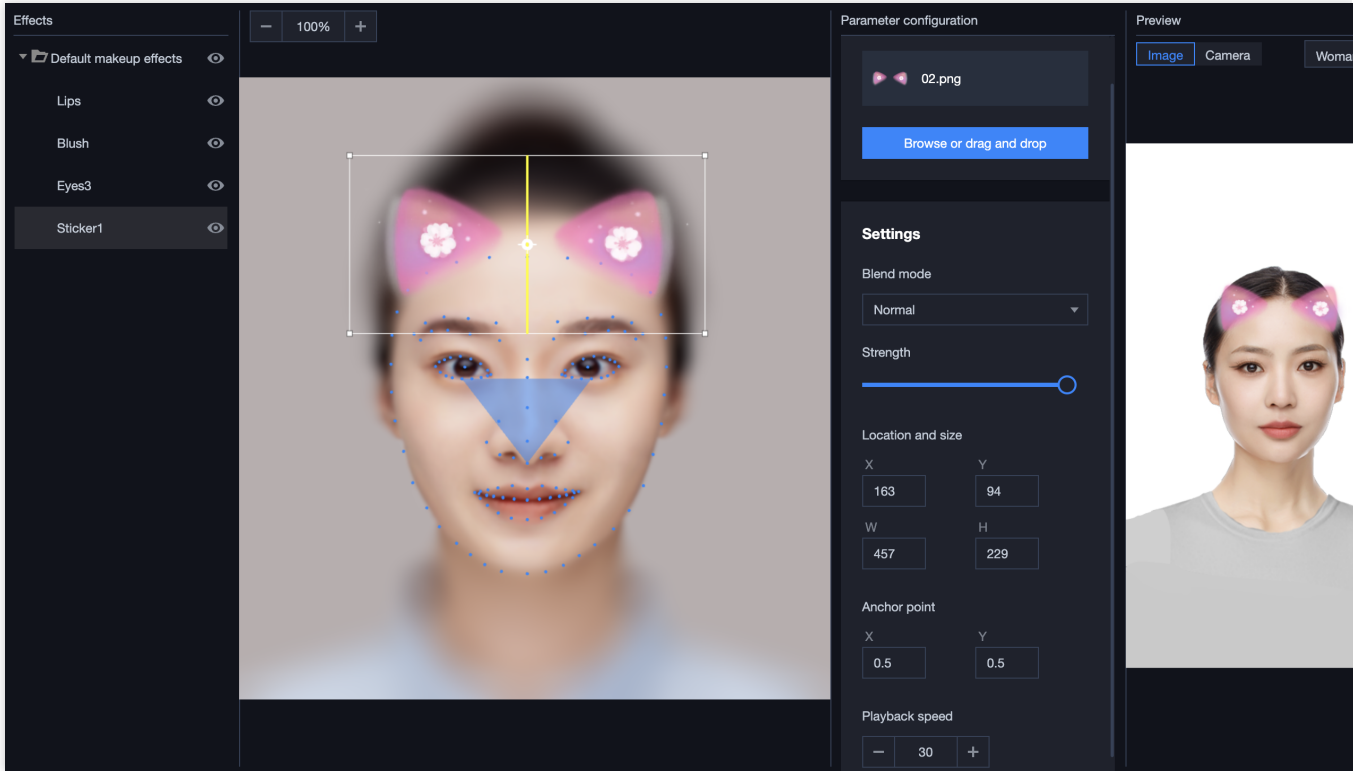 Effects
Default makeup effects
Lips
Blush
Eyes3
Sticker1
− 100% +
Parameter configuration
02.png
Browse or drag and drop
Settings
Blend mode
Normal
Strength
Location and size
X Y
163 94
W H
457 229
Anchor point
X Y
0.5 0.5
Playback speed
− 30 +
Preview
Image Camera Woman